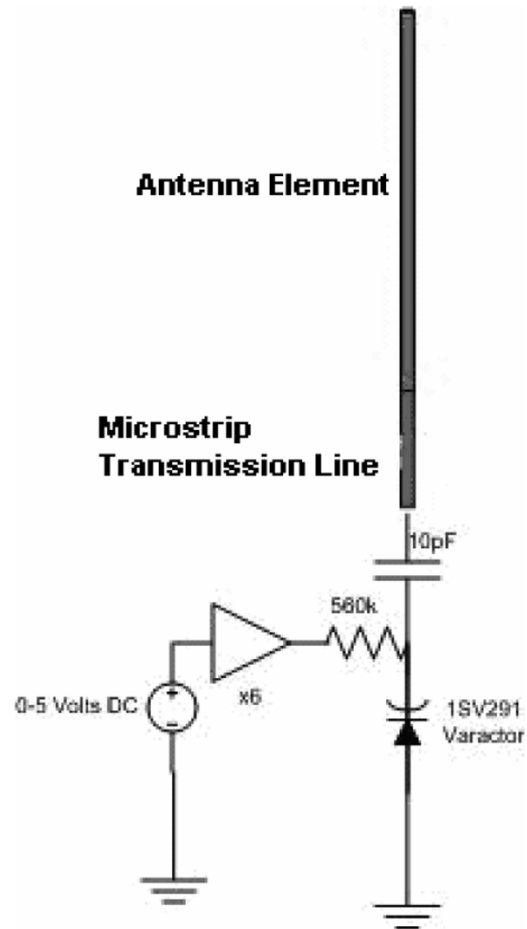 Antenna Element
Microstrip
Transmission Line
10pF
560k
x6
0-5 Volts DC
+
-
1SV291
Varactor